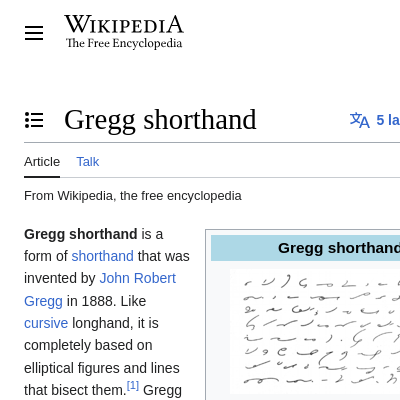 WIKIPEDIA
The Free Encyclopedia
Gregg shorthand
5 la
Article Talk
From Wikipedia, the free encyclopedia
Gregg shorthand is a
form of shorthand that was
invented by John Robert
Gregg in 1888. Like
cursive longhand, it is
completely based on
elliptical figures and lines
that bisect them.[1] Gregg
Gregg shorthand